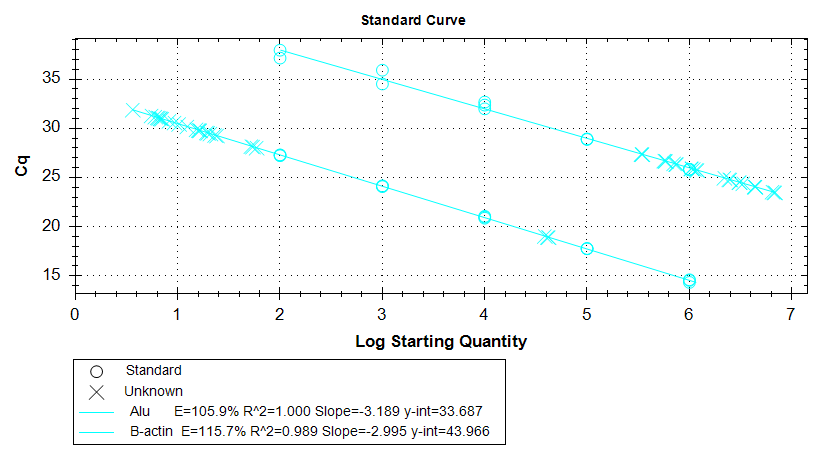 Standard Curve
35
30
25
20
15
Cq
0 1 2 3 4 5 6 7
Log Starting Quantity
Standard
Unknown
Alu E=105.9% R^2=1.000 Slope=-3.189 y-int=33.687
B-actin E=115.7% R^2=0.989 Slope=-2.995 y-int=43.966